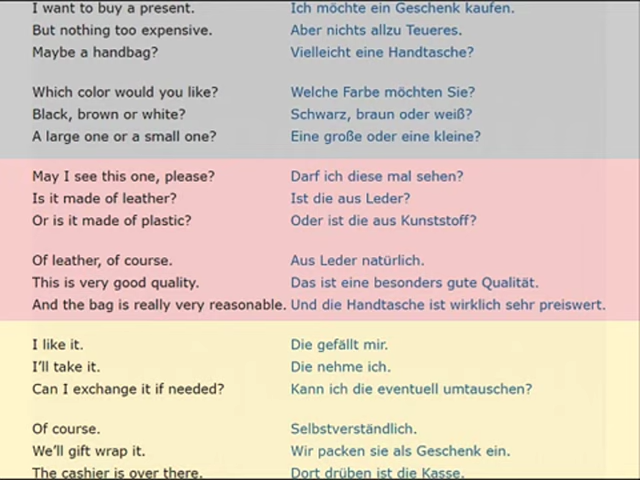 I want to buy a present. Ich möchte ein Geschenk kaufen.
But nothing too expensive. Aber nichts allzu Teueres.
Maybe a handbag? Vielleicht eine Handtasche?
Which color would you like? Welche Farbe möchten Sie?
Black, brown or white? Schwarz, braun oder weiß?
A large one or a small one? Eine große oder eine kleine?
May I see this one, please? Darf ich diese mal sehen?
Is it made of leather? Ist die aus Leder?
Or is it made of plastic? Oder ist die aus Kunststoff?
Of leather, of course. Aus Leder natürlich.
This is very good quality. Das ist eine besonders gute Qualität.
And the bag is really very reasonable. Und die Handtasche ist wirklich sehr preiswert.
I like it. Die gefällt mir.
I'll take it. Die nehme ich.
Can I exchange it if needed? Kann ich die eventuell umtauschen?
Of course. Selbstverständlich.
We'll gift wrap it. Wir packen sie als Geschenk ein.
The cashier is over there. Dort drüben ist die Kasse.